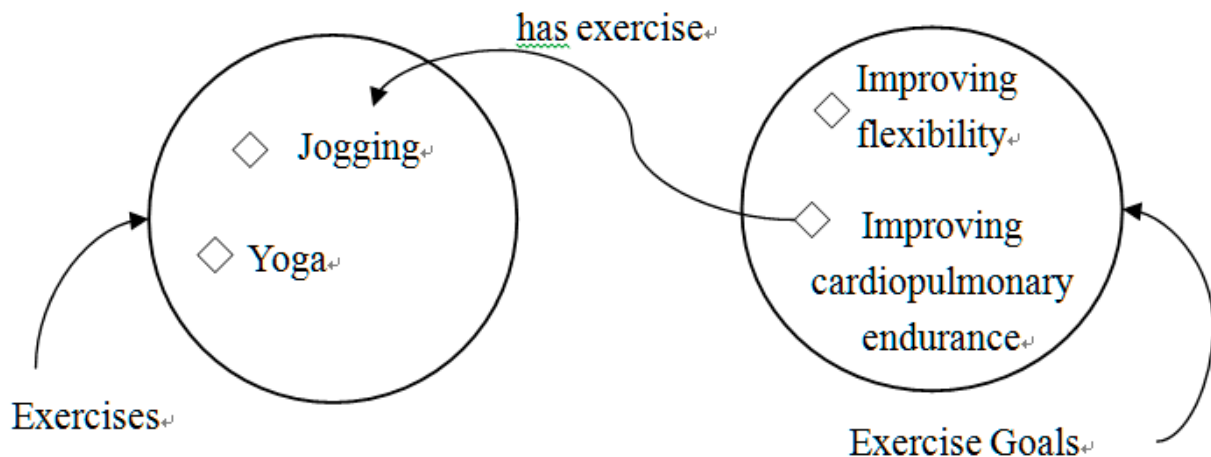 has exercise
Jogging
Yoga
Improving
flexibility
Improving
cardiopulmonary
endurance
Exercises
Exercise Goals